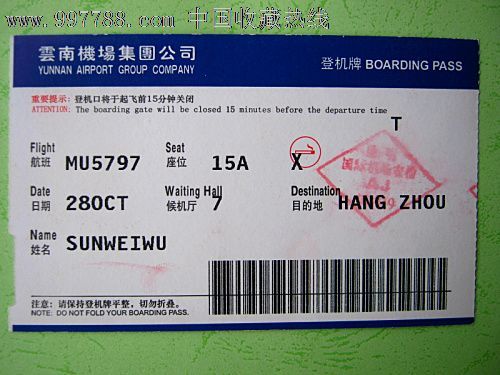 www.997788.com 中国收藏热线
雲南機場集團公司
YUNNAN AIRPORT GROUP COMPANY
登机牌 BOARDING PASS
重要提示: 登机口将于起飞前15分钟关闭
ATTENTION: The boarding gate will be closed 15 minutes before the departure time
T
Flight Seat
航班 MU5797 座位 15A X
Date Waiting Hall Destination
日期 28OCT 候机厅 7 目的地 HANG ZHOU
Name
姓名 SUNWEIWU
注意: 请保持登机牌平整, 切勿折叠。
NOTE: DO NOT FOLD YOUR BOARDING PASS.